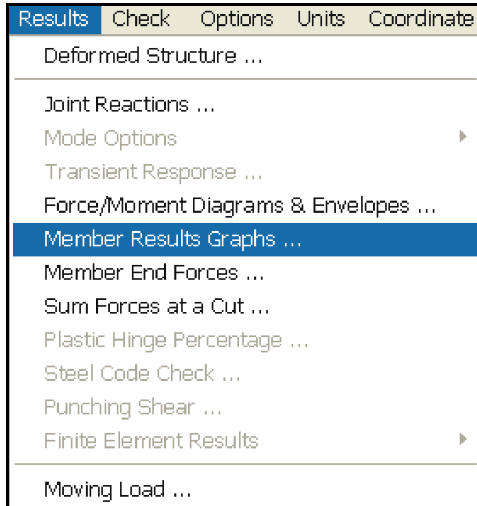 Results Check Options Units Coordinate
Deformed Structure ...
Joint Reactions ...
Mode Options
Transient Response ...
Force/Moment Diagrams & Envelopes ...
Member Results Graphs ...
Member End Forces ...
Sum Forces at a Cut ...
Plastic Hinge Percentage ...
Steel Code Check ...
Punching Shear ...
Finite Element Results
Moving Load ...